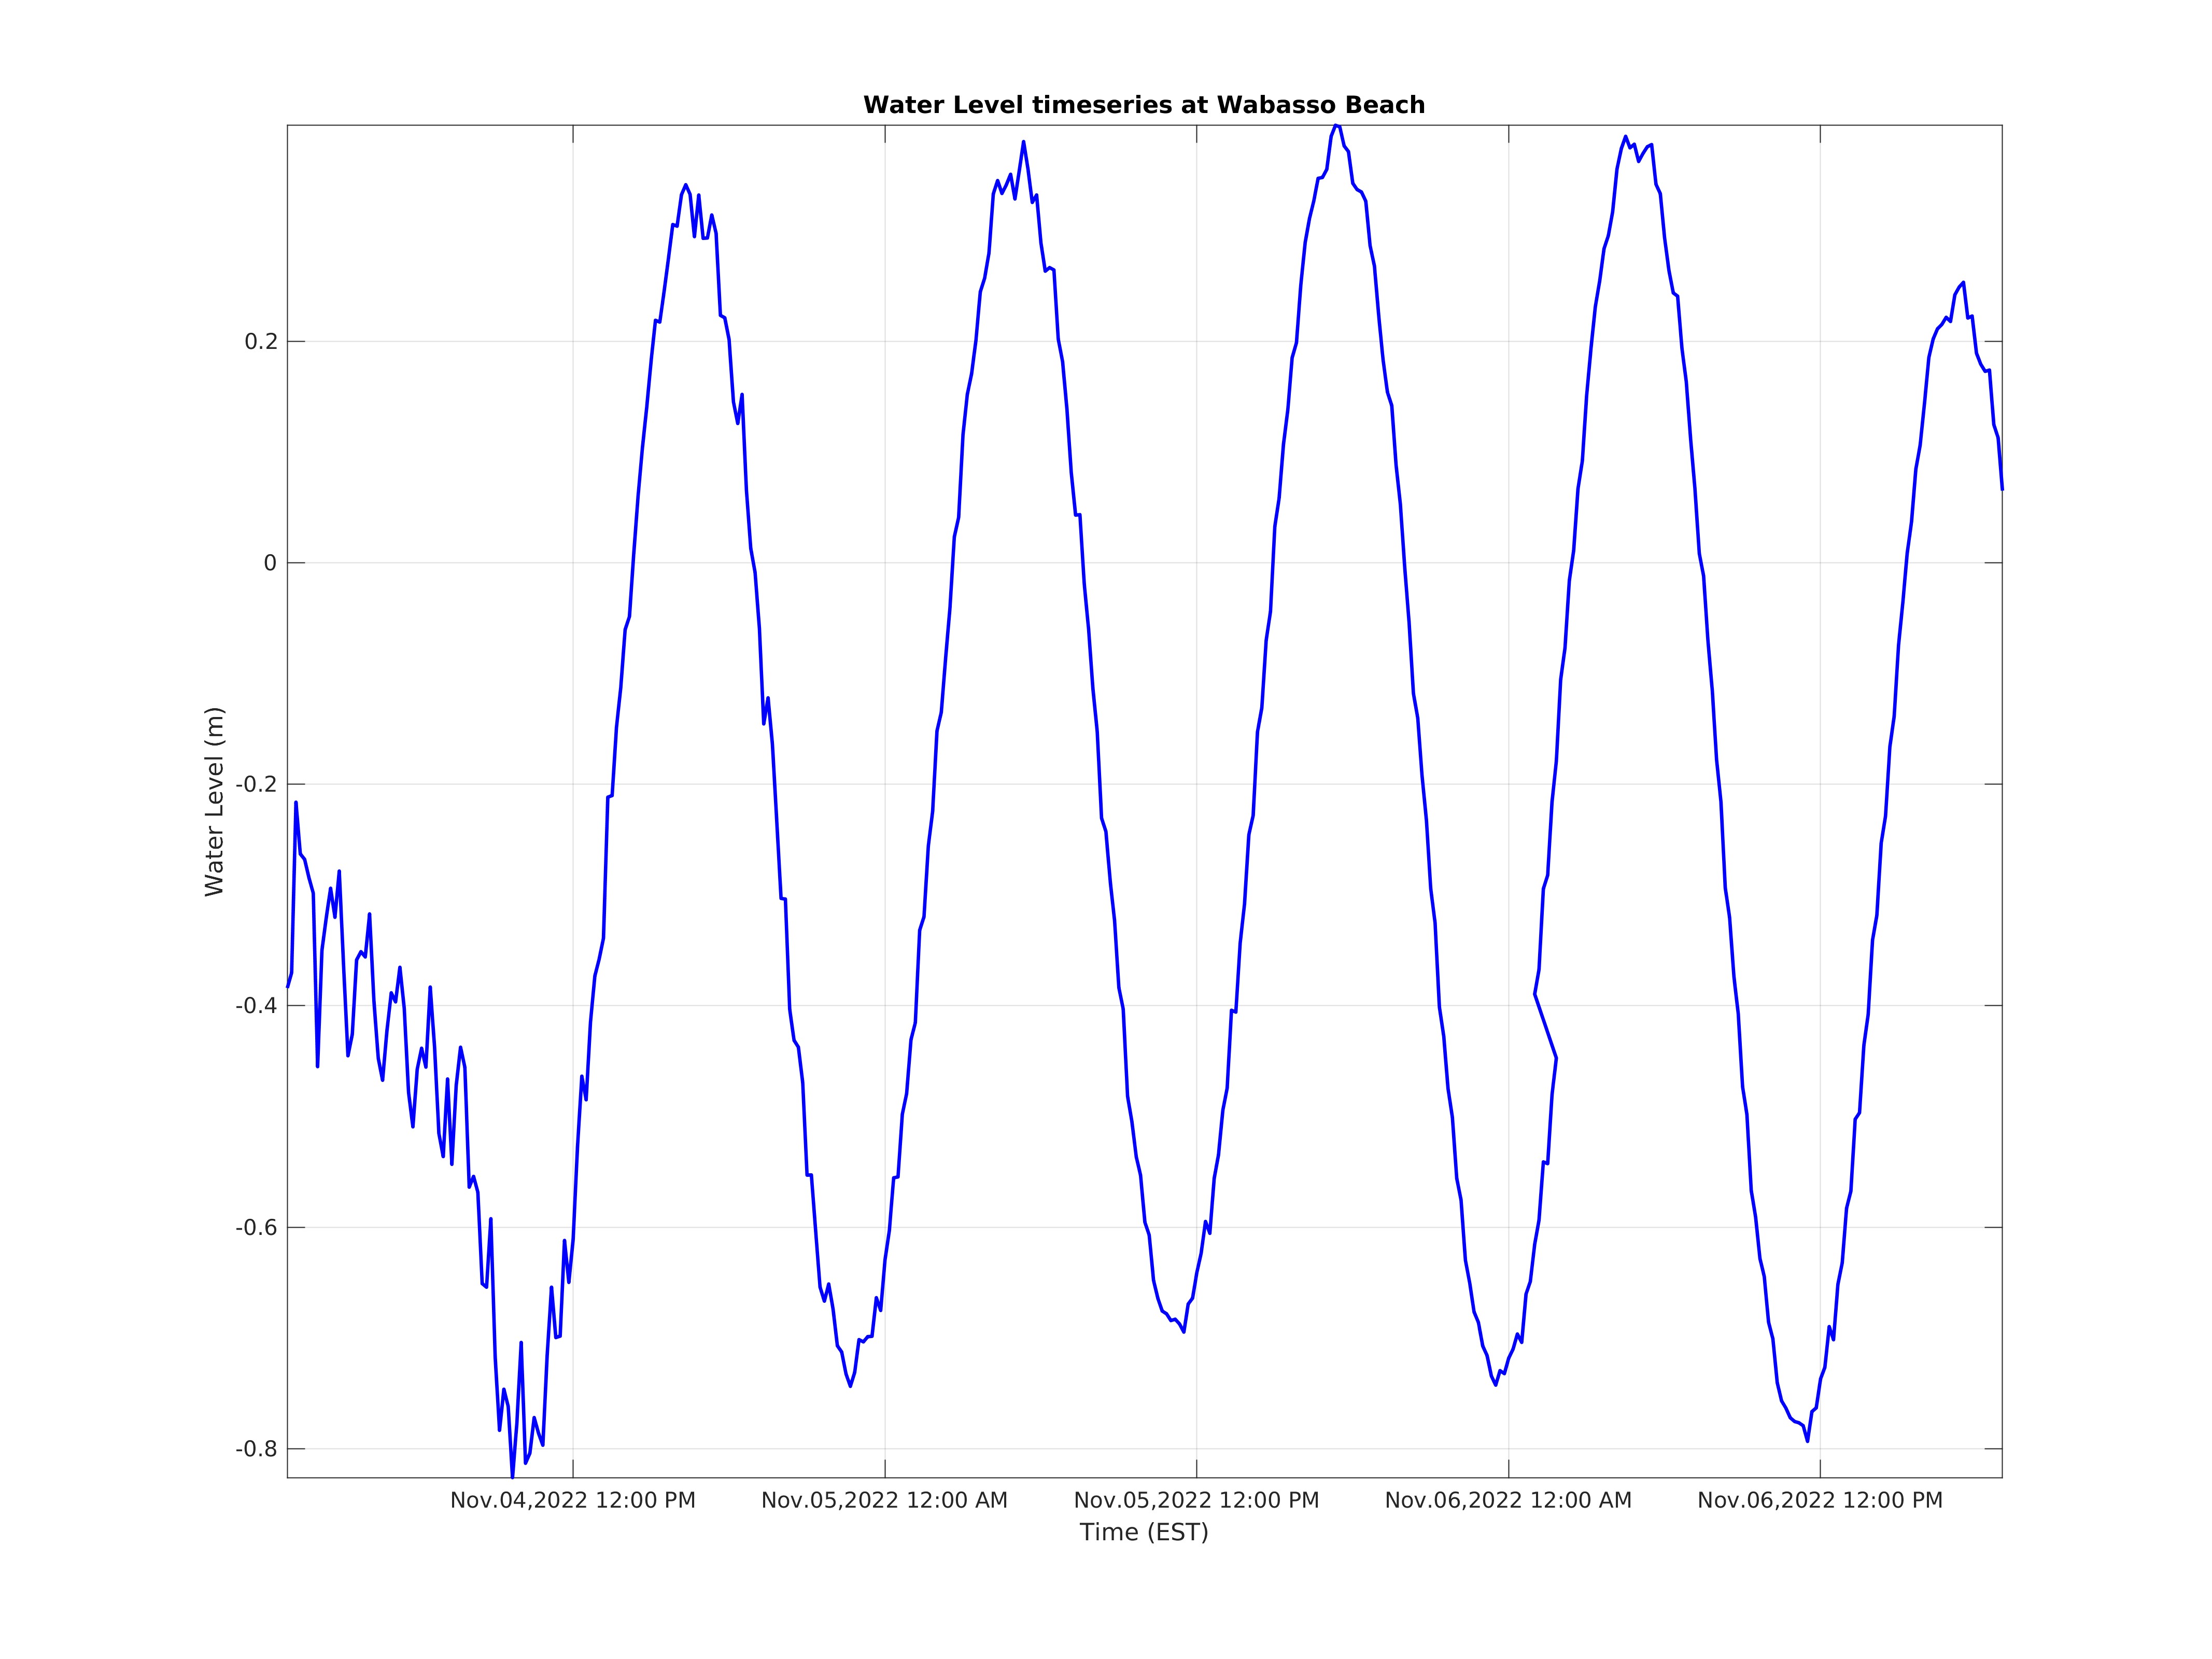 Water Level timeseries at Wabasso Beach
Water Level (m)
0.2
0
-0.2
-0.4
-0.6
-0.8
Nov.04,2022 12:00 PM
Nov.05,2022 12:00 AM
Nov.05,2022 12:00 PM
Nov.06,2022 12:00 AM
Nov.06,2022 12:00 PM
Time (EST)